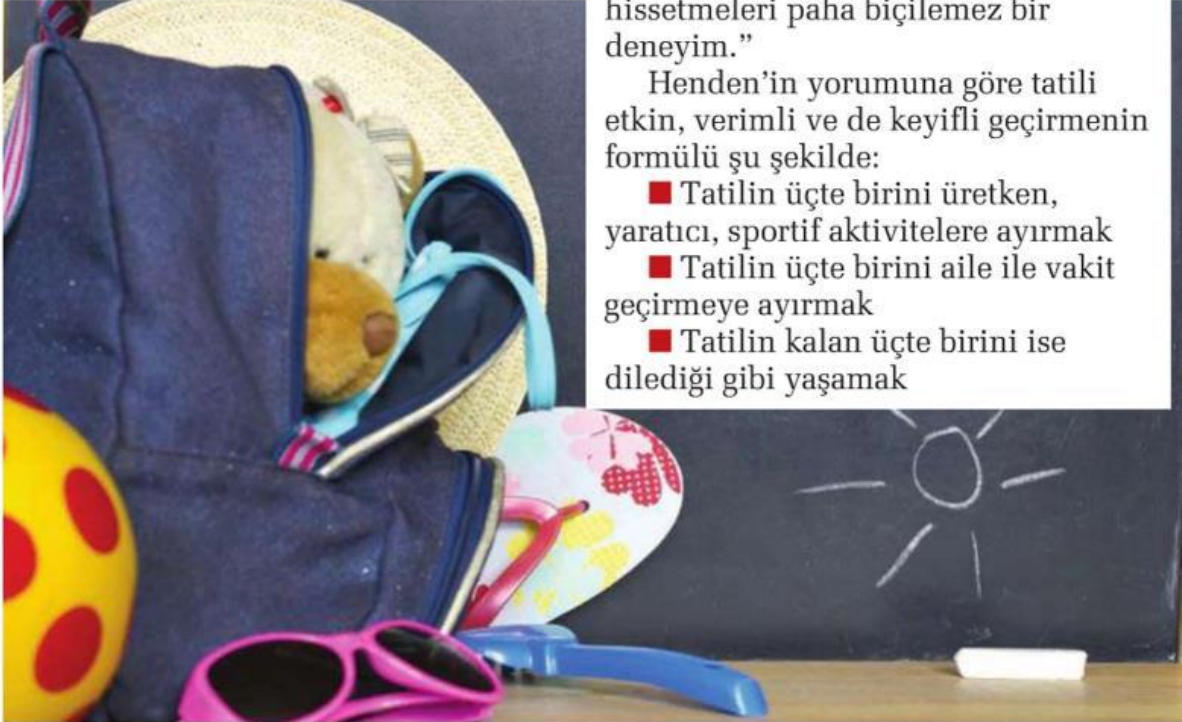 hissetmeleri paha biçilemez bir
deneyim.”
Henden’in yorumuna göre tatili
etkin, verimli ve de keyifli geçirmenin
formülü şu şekilde:
■ Tatilin üçte birini üretken,
yaratıcı, sportif aktivitelere ayırmak
■ Tatilin üçte birini aile ile vakit
geçirmeye ayırmak
■ Tatilin kalan üçte birini ise
dilediği gibi yaşamak